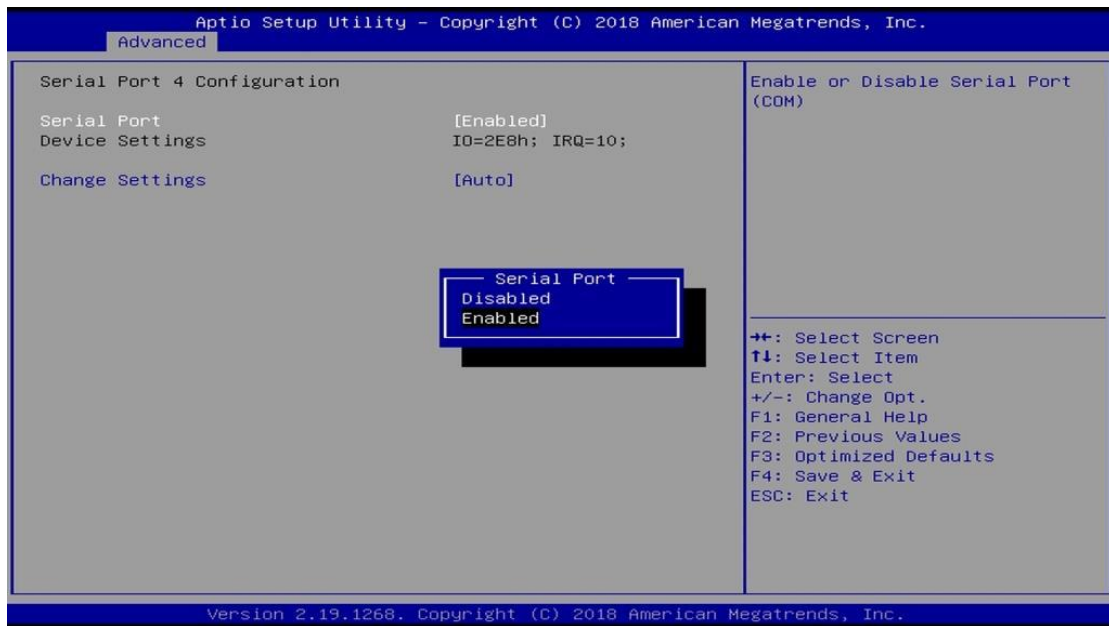 Aptio Setup Utility – Copyright (C) 2018 American Megatrends, Inc.
Advanced
Serial Port 4 Configuration
Serial Port [Enabled]
Device Settings IO=2E8h; IRQ=10;
Change Settings [Auto]
Serial Port
Disabled
Enabled
Enable or Disable Serial Port
(COM)
→←: Select Screen
↑↓: Select Item
Enter: Select
+/-: Change Opt.
F1: General Help
F2: Previous Values
F3: Optimized Defaults
F4: Save & Exit
ESC: Exit
Version 2.19.1268. Copyright (C) 2018 American Megatrends, Inc.